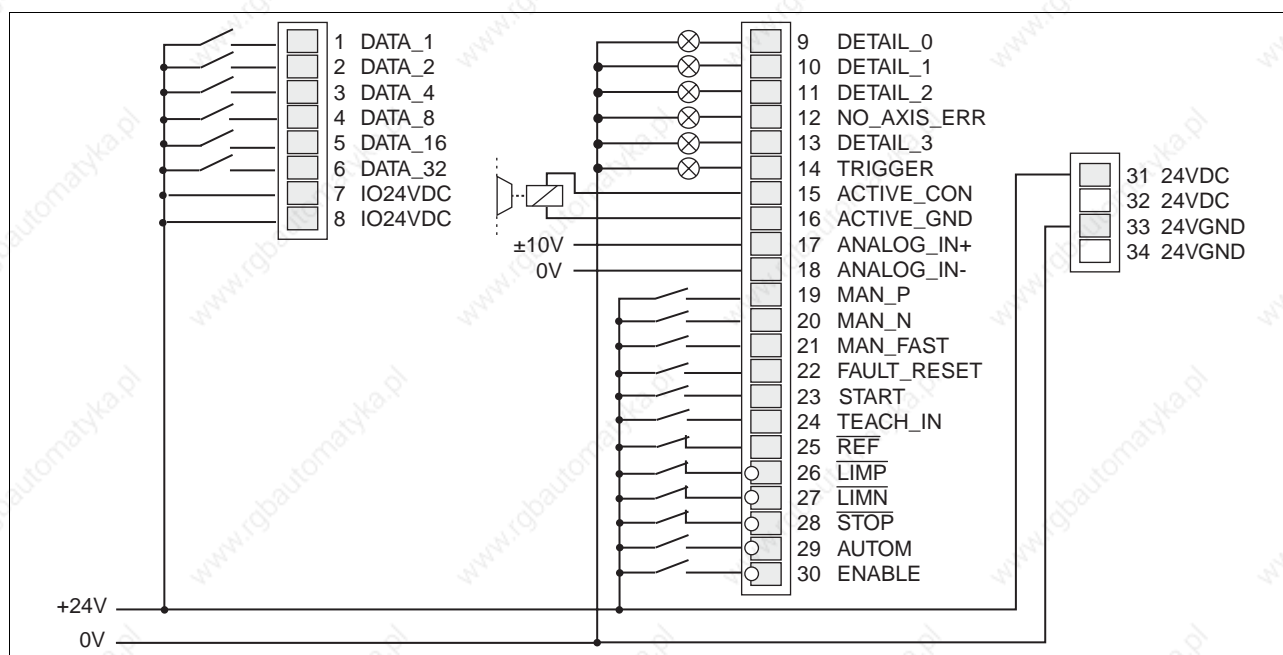 1 DATA_1
2 DATA_2
3 DATA_4
4 DATA_8
5 DATA_16
6 DATA_32
7 IO24VDC
8 IO24VDC
9 DETAIL_0
10 DETAIL_1
11 DETAIL_2
12 NO_AXIS_ERR
13 DETAIL_3
14 TRIGGER
15 ACTIVE_CON
16 ACTIVE_GND
±10V
17 ANALOG_IN+
0V
18 ANALOG_IN-
19 MAN_P
20 MAN_N
21 MAN_FAST
22 FAULT_RESET
23 START
24 TEACH_IN
25 REF
26 LIMP
27 LIMN
28 STOP
29 AUTOM
30 ENABLE
31 24VDC
32 24VDC
33 24VGND
34 24VGND
+24V
0V
www.rgbautomatyka.pl